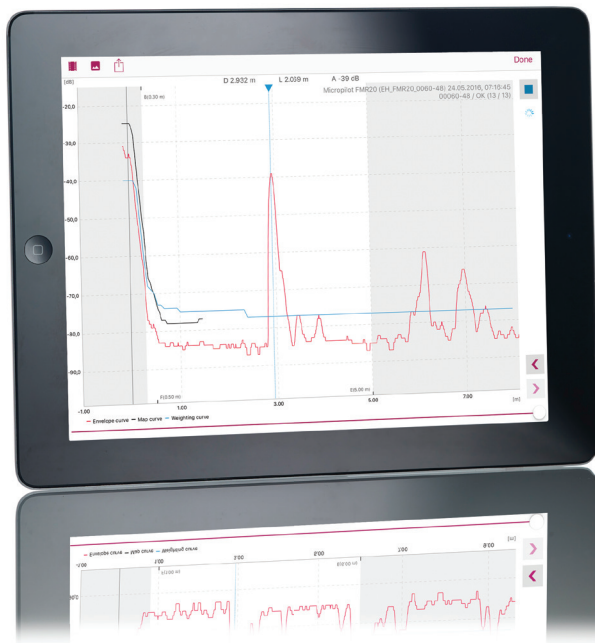 Done
D 2.932 m L 2.039 m A -39 dB
[dB]
Micropilot FMR20 (EH_FMR20_0060-48) 24.05.2016, 07:15:45
00060-48 / OK (13 / 13)
-20,0
-30,0
-40,0
-50,0
-60,0
-70,0
-80,0
-90,0
-1.00
1.00
3.00
5.00
7.00
[m]
Envelope curve Map curve Weighting curve